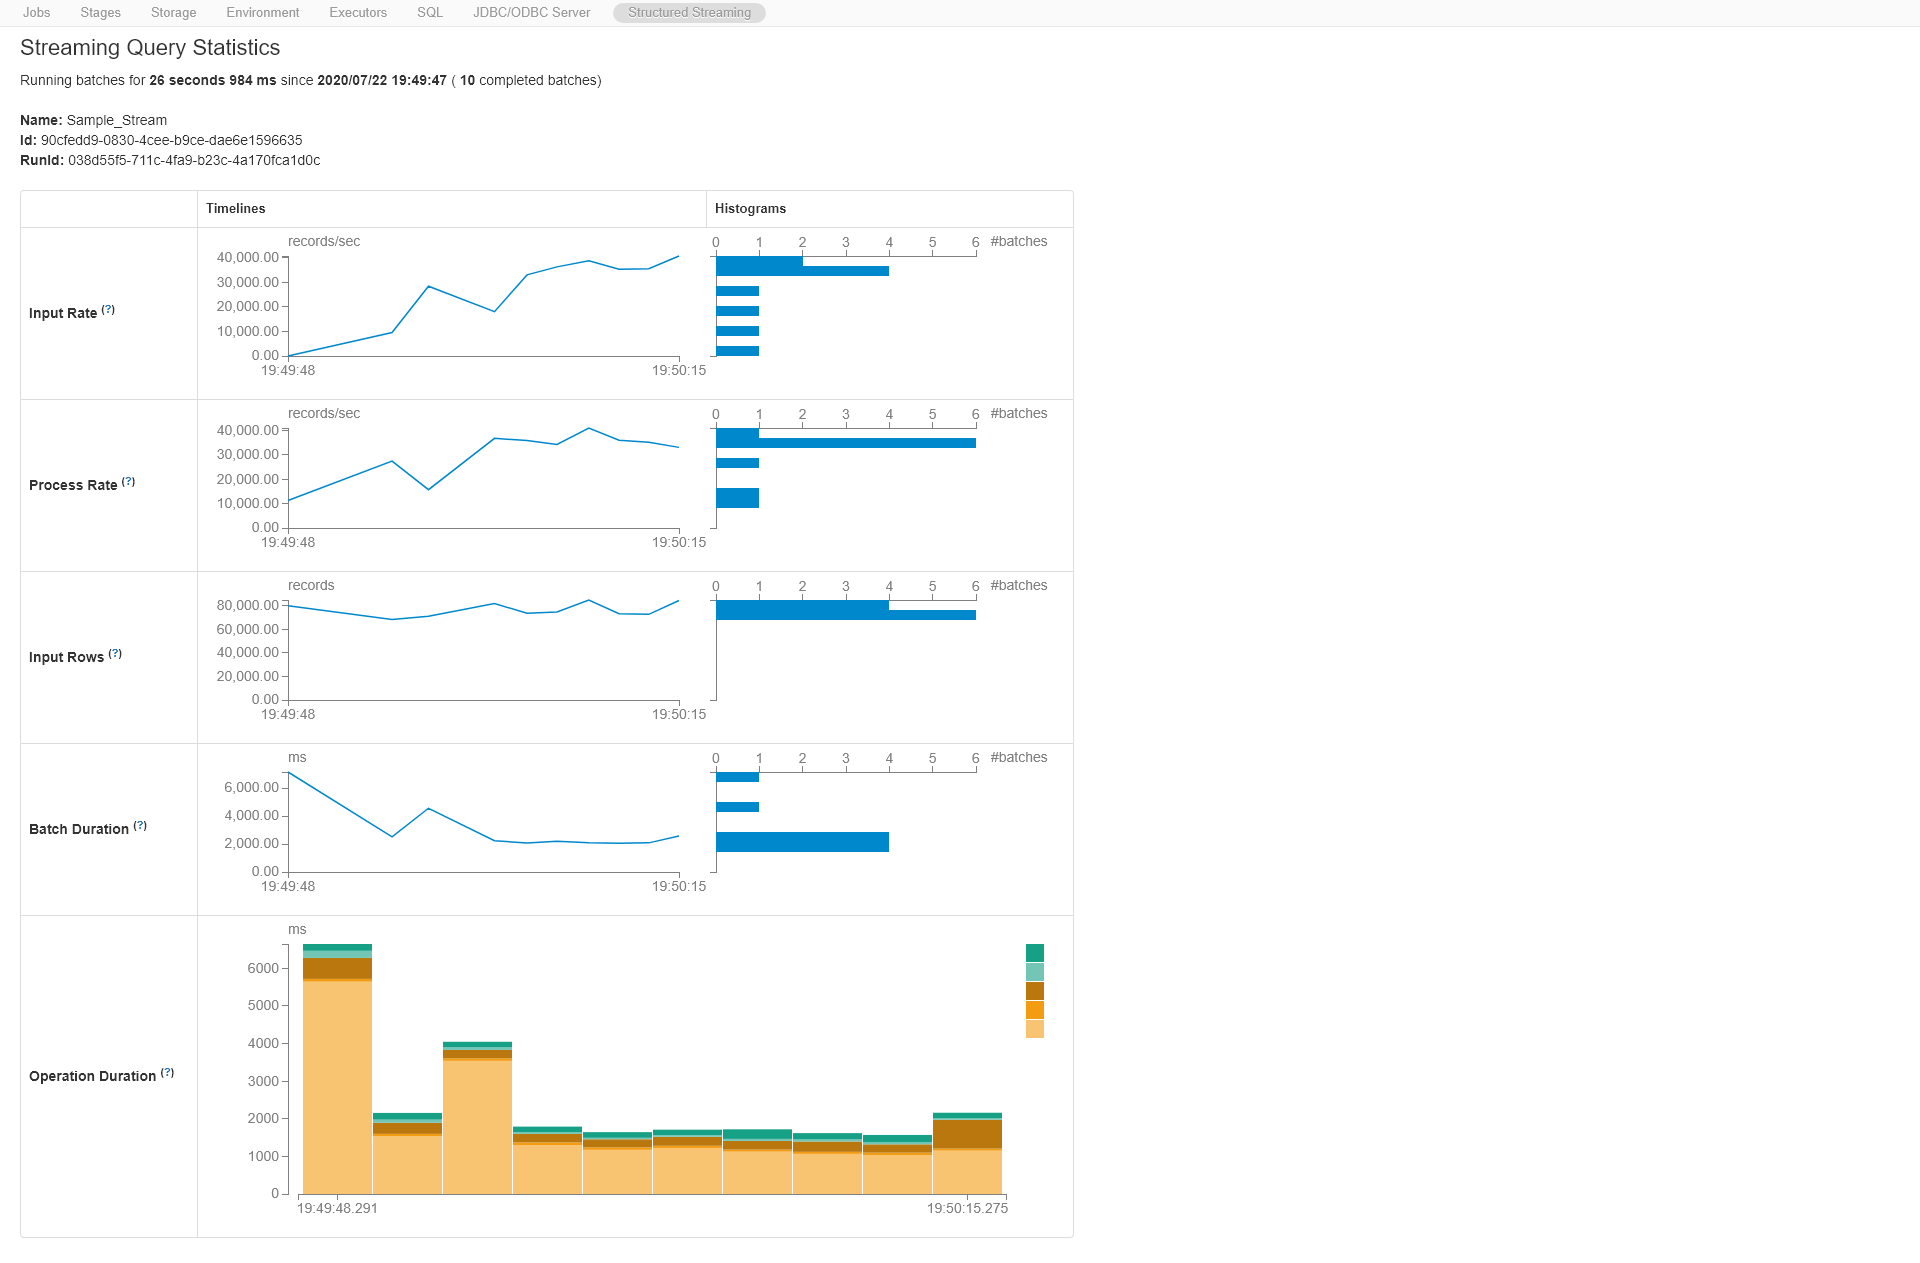 Jobs Stages Storage Environment Executors SQL JDBC/ODBC Server Structured Streaming
Streaming Query Statistics
Running batches for 26 seconds 984 ms since 2020/07/22 19:49:47 ( 10 completed batches)
Name: Sample_Stream
Id: 90cfedd9-0830-4cee-b9ce-dae6e1596635
RunId: 038d55f5-711c-4fa9-b23c-4a170fca1d0c
Timelines Histograms
Input Rate (?)
records/sec
40,000.00
30,000.00
20,000.00
10,000.00
0.00
19:49:48 19:50:15
0 1 2 3 4 5 6 #batches
Process Rate (?)
records/sec
40,000.00
30,000.00
20,000.00
10,000.00
0.00
19:49:48 19:50:15
0 1 2 3 4 5 6 #batches
Input Rows (?)
records
80,000.00
60,000.00
40,000.00
20,000.00
0.00
19:49:48 19:50:15
0 1 2 3 4 5 6 #batches
Batch Duration (?)
ms
6,000.00
4,000.00
2,000.00
0.00
19:49:48 19:50:15
0 1 2 3 4 5 6 #batches
Operation Duration (?)
ms
6000
5000
4000
3000
2000
1000
0
19:49:48.291 19:50:15.275